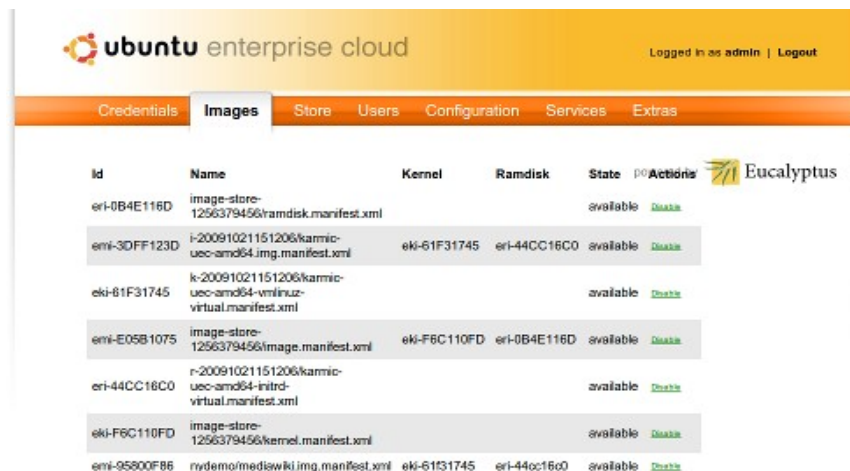 ubuntu enterprise cloud
Logged in as admin | Logout
Credentials Images Store Users Configuration Services Extras
powered by Eucalyptus
Id Name Kernel Ramdisk State Actions
eri-0B4E116D image-store-
1256379456/ramdisk.manifest.xml available Disable
emi-3DFF123D i-20091021151206/karmic-
uec-amd64.img.manifest.xml eki-61F31745 eri-44CC16C0 available Disable
eki-61F31745 k-20091021151206/karmic-
uec-amd64-vmlinuz-
virtual.manifest.xml available Disable
emi-E05B1075 image-store-
1256379456/image.manifest.xml eki-F6C110FD eri-0B4E116D available Disable
eri-44CC16C0 r-20091021151206/karmic-
uec-amd64-initrd-
virtual.manifest.xml available Disable
eki-F6C110FD image-store-
1256379456/kernel.manifest.xml available Disable
emi-95800F86 nydemo/mediawiki.img.manifest.xml eki-61f31745 eri-44cc16c0 available Disable